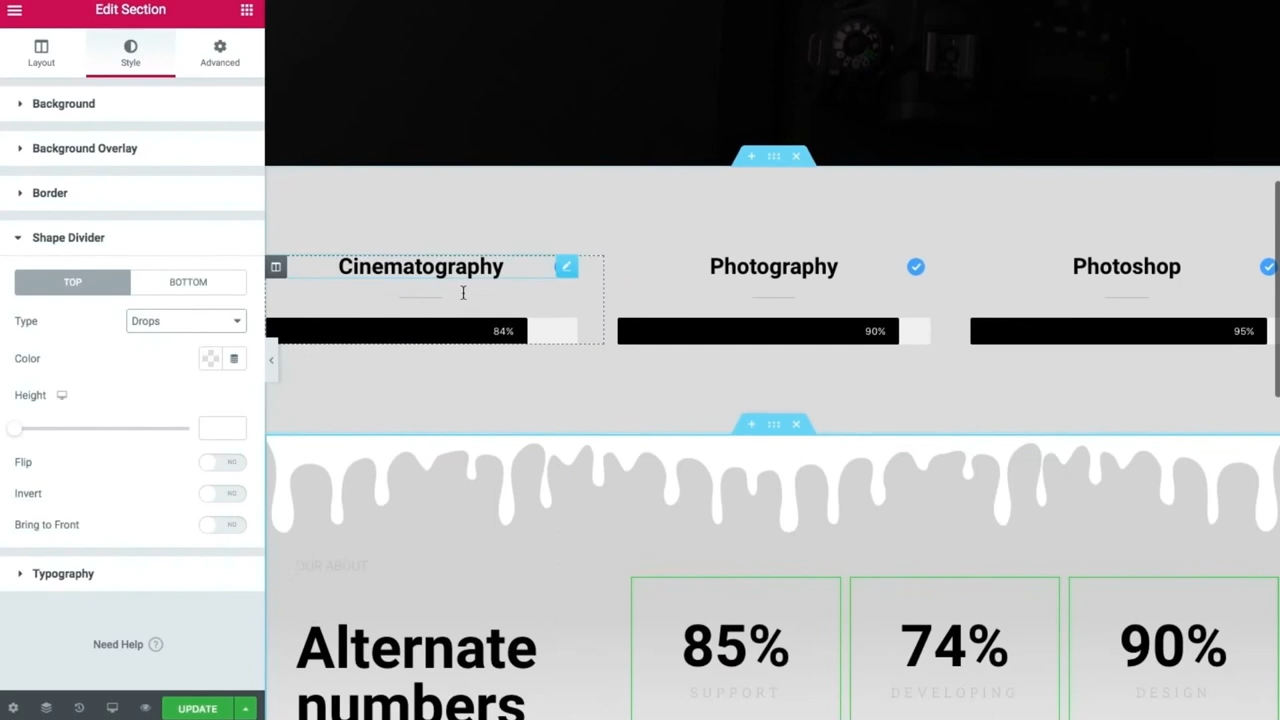 Edit Section
Layout
Style
Advanced
Background
Background Overlay
Border
Shape Divider
TOP
BOTTOM
Type
Drops
Color
Height
Flip
NO
Invert
NO
Bring to Front
NO
Typography
Need Help ?
UPDATE
Cinematography
84%
Photography
90%
Photoshop
95%
OUR ABOUT
Alternate
numbers
85%
SUPPORT
74%
DEVELOPING
90%
DESIGN